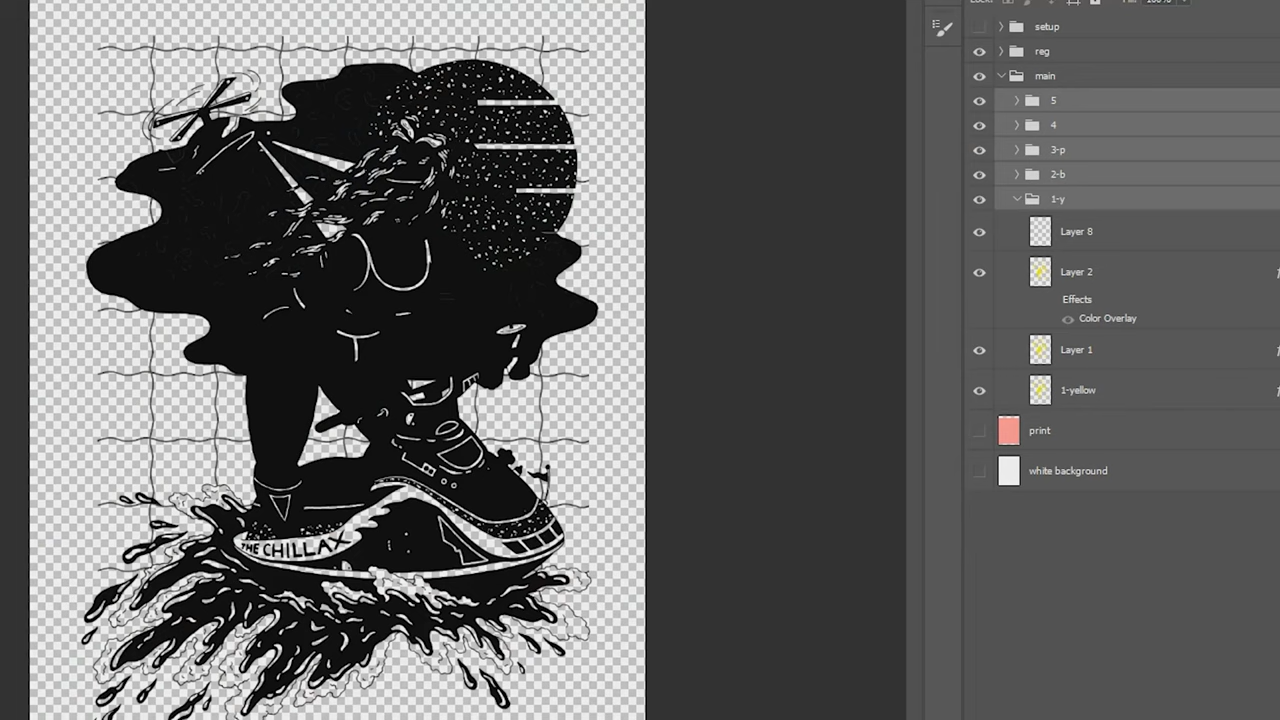 setup
reg
main
5
4
3-p
2-b
1-y
Layer 8
Layer 2
Effects
Color Overlay
Layer 1
1-yellow
print
white background
THE CHILLAX